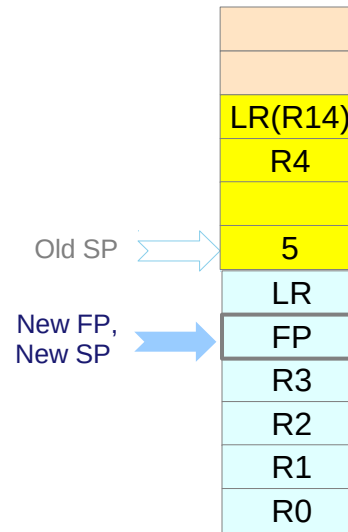 LR(R14)
R4
Old SP
5
LR
New FP,
New SP
FP
R3
R2
R1
R0